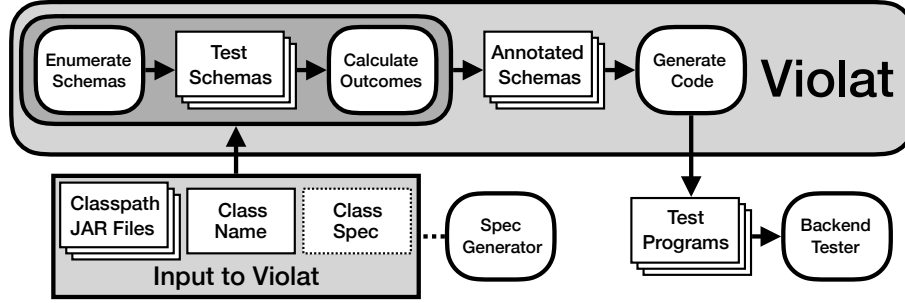 Enumerate
Schemas
Test
Schemas
Calculate
Outcomes
Annotated
Schemas
Generate
Code
Violat
Classpath
JAR Files
Class
Name
Class
Spec
Input to Violat
Spec
Generator
Test
Programs
Backend
Tester